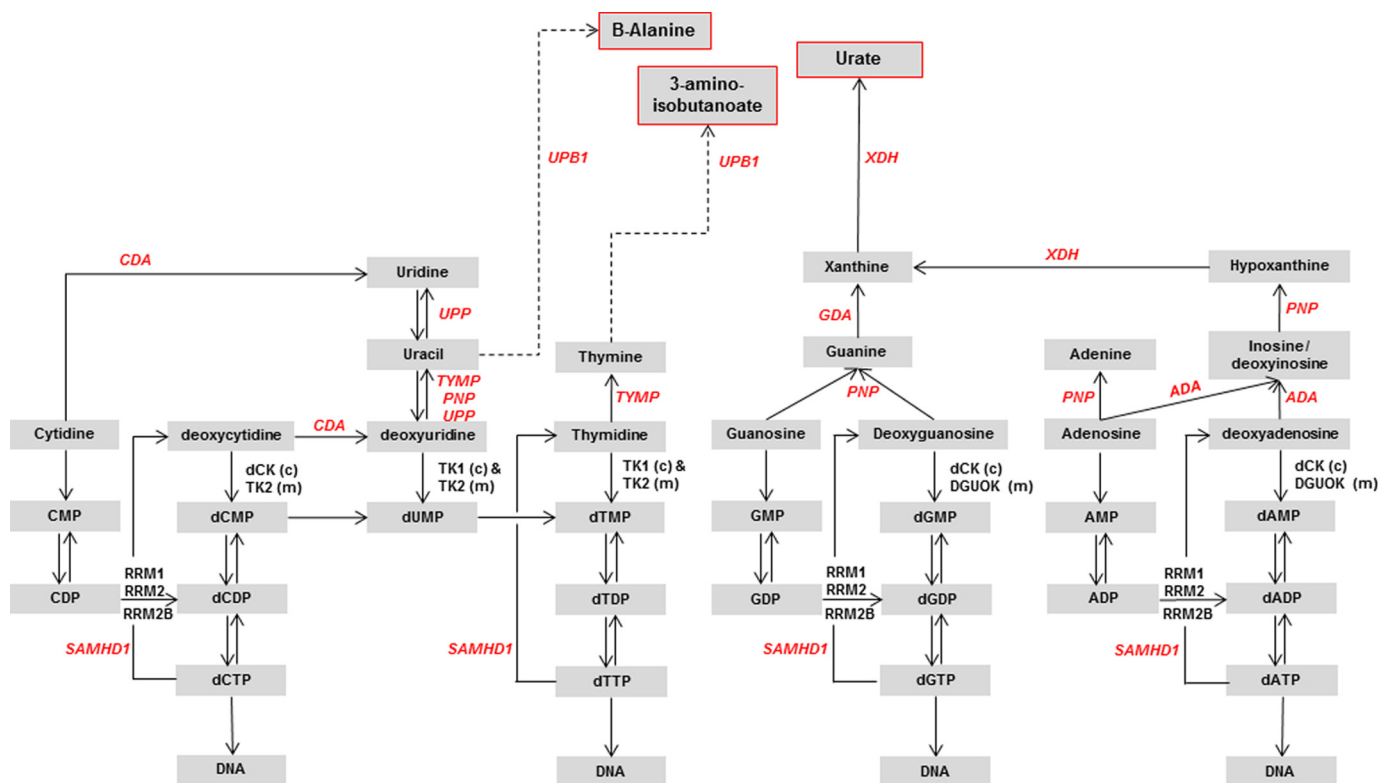 B-Alanine
Urate
3-amino-
isobutanoate
UPB1
UPB1
XDH
CDA
Uridine
Xanthine
XDH
Hypoxanthine
UPP
GDA
PNP
Uracil
Thymine
Guanine
Adenine
Inosine/
deoxyinosine
TYMP
PNP
UPP
TYMP
PNP
PNP
ADA
ADA
Cytidine
deoxycytidine
CDA
deoxyuridine
Thymidine
Guanosine
Deoxyguanosine
Adenosine
deoxyadenosine
dCK (c)
TK2 (m)
TK1 (c) &
TK2 (m)
TK1 (c) &
TK2 (m)
dCK (c)
DGUOK (m)
dCK (c)
DGUOK (m)
CMP
dCMP
dUMP
dTMP
GMP
dGMP
AMP
dAMP
RRM1
RRM2
RRM2B
RRM1
RRM2
RRM2B
RRM1
RRM2
RRM2B
CDP
dCDP
dTDP
GDP
dGDP
ADP
dADP
SAMHD1
SAMHD1
SAMHD1
SAMHD1
dCTP
dTTP
dGTP
dATP
DNA
DNA
DNA
DNA